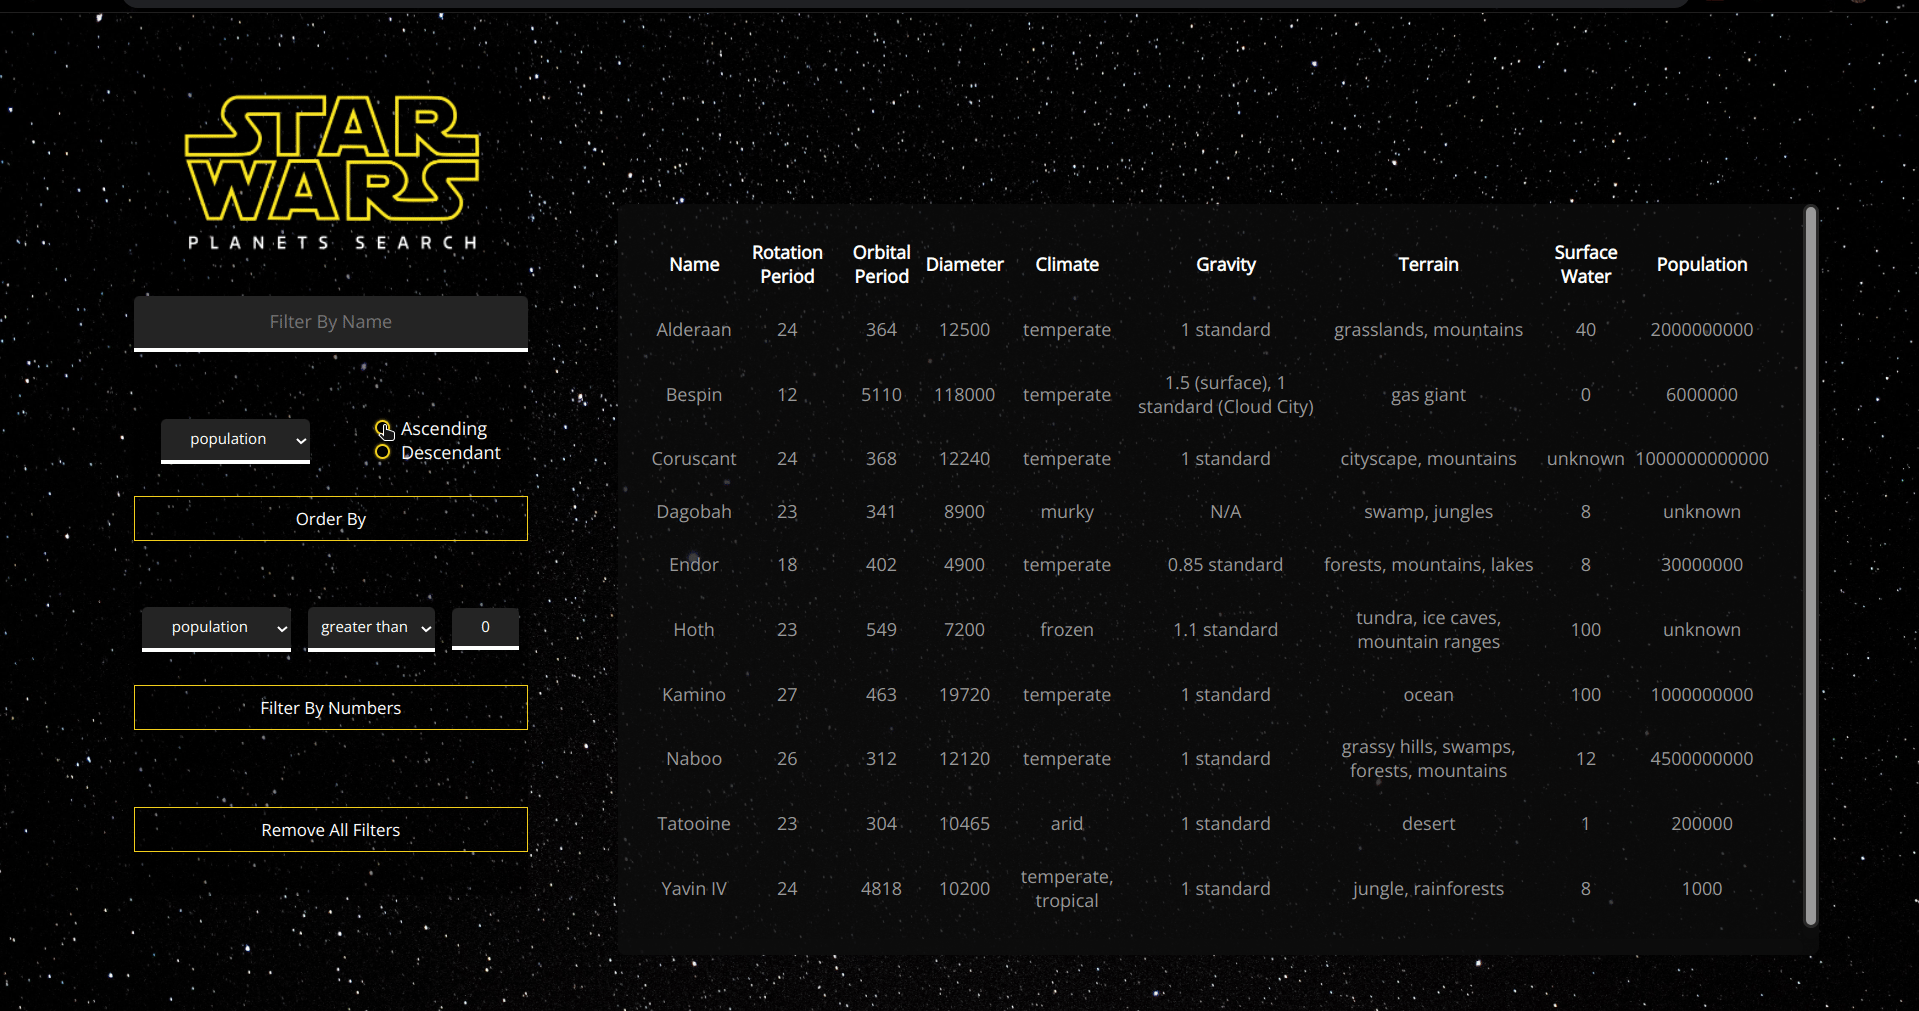 STAR
WARS
PLANETS SEARCH
Filter By Name
population
Ascending
Descendant
Order By
population greater than 0
Filter By Numbers
Remove All Filters
Name Rotation Period Orbital Period Diameter Climate Gravity Terrain Surface Water Population
Alderaan 24 364 12500 temperate 1 standard grasslands, mountains 40 2000000000
Bespin 12 5110 118000 temperate 1.5 (surface), 1 standard (Cloud City) gas giant 0 6000000
Coruscant 24 368 12240 temperate 1 standard cityscape, mountains unknown 1000000000000
Dagobah 23 341 8900 murky N/A swamp, jungles 8 unknown
Endor 18 402 4900 temperate 0.85 standard forests, mountains, lakes 8 30000000
Hoth 23 549 7200 frozen 1.1 standard tundra, ice caves, mountain ranges 100 unknown
Kamino 27 463 19720 temperate 1 standard ocean 100 1000000000
Naboo 26 312 12120 temperate 1 standard grassy hills, swamps, forests, mountains 12 4500000000
Tatooine 23 304 10465 arid 1 standard desert 1 200000
Yavin IV 24 4818 10200 temperate, tropical 1 standard jungle, rainforests 8 1000